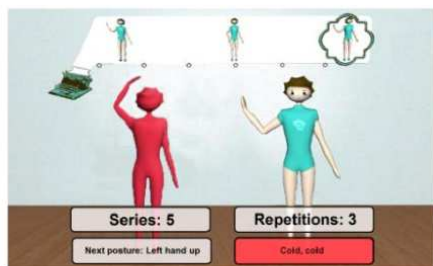 Series: 5
Repetitions: 3
Next posture: Left hand up
Cold, cold